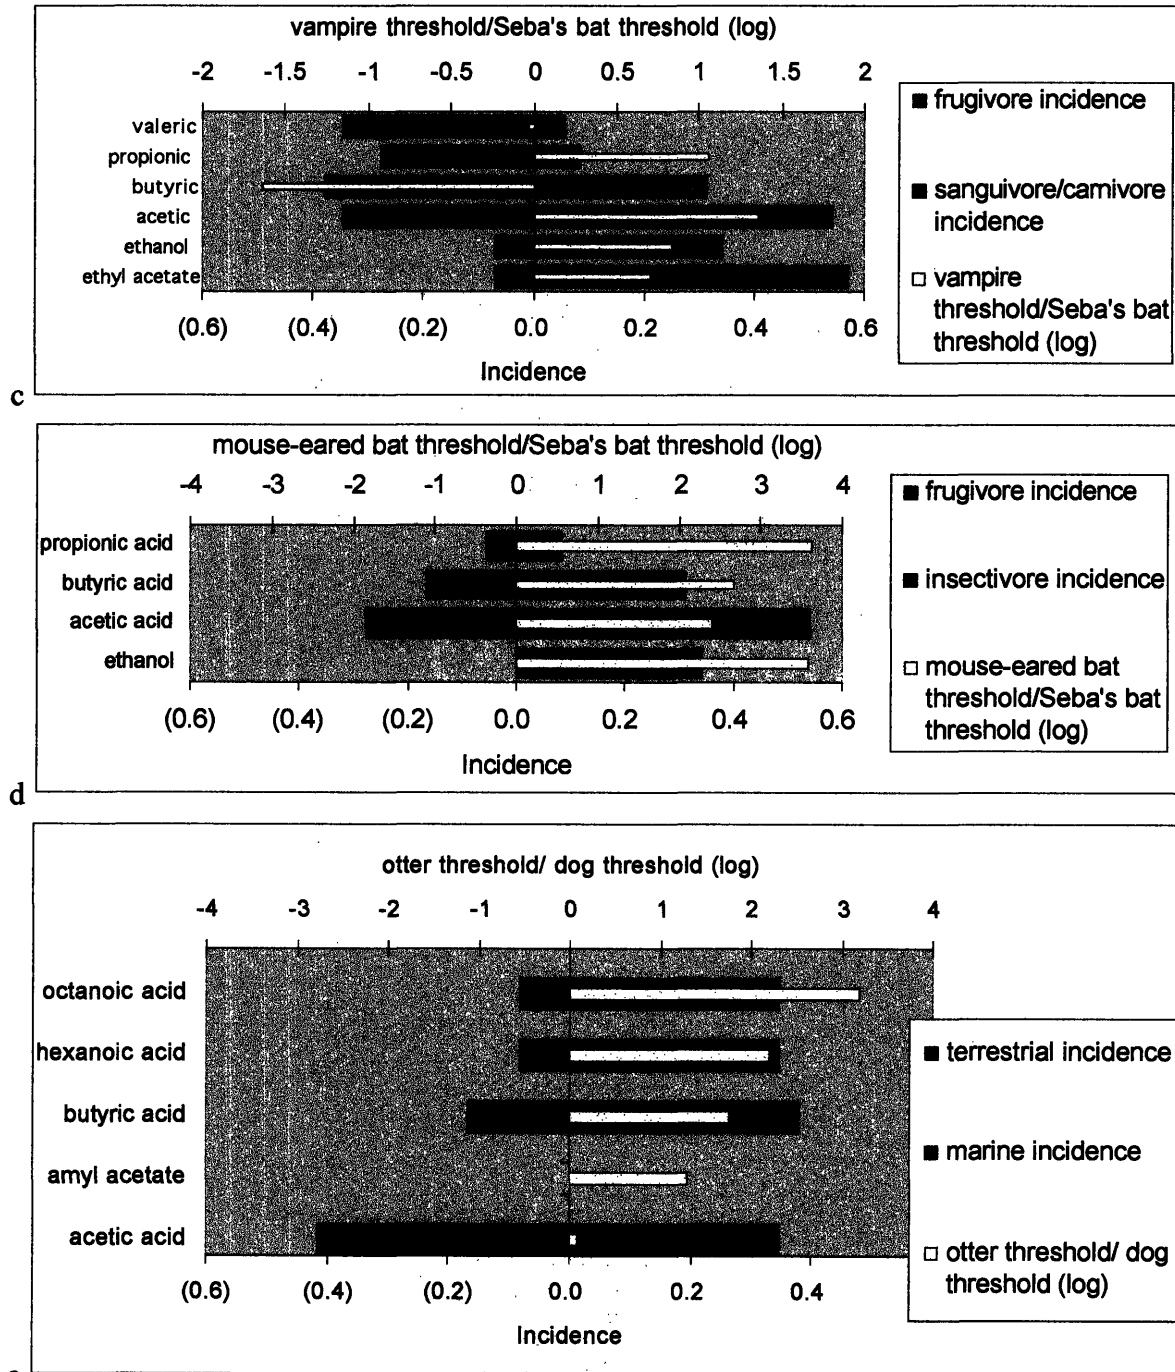 vampire threshold/Seba's bat threshold (log)
-2 -1.5 -1 -0.5 0 0.5 1 1.5 2
valeric
propionic
butyric
acetic
ethanol
ethyl acetate
(0.6) (0.4) (0.2) 0.0 0.2 0.4 0.6
Incidence
frugivore incidence
sanguivore/carnivore
incidence
vampire
threshold/Seba's bat
threshold (log)
c
mouse-eared bat threshold/Seba's bat threshold (log)
-4 -3 -2 -1 0 1 2 3 4
propionic acid
butyric acid
acetic acid
ethanol
(0.6) (0.4) (0.2) 0.0 0.2 0.4 0.6
Incidence
frugivore incidence
insectivore incidence
mouse-eared bat
threshold/Seba's bat
threshold (log)
d
otter threshold/ dog threshold (log)
-4 -3 -2 -1 0 1 2 3 4
octanoic acid
hexanoic acid
butyric acid
amyl acetate
acetic acid
(0.6) (0.4) (0.2) 0.0 0.2 0.4
Incidence
terrestrial incidence
marine incidence
otter threshold/ dog
threshold (log)